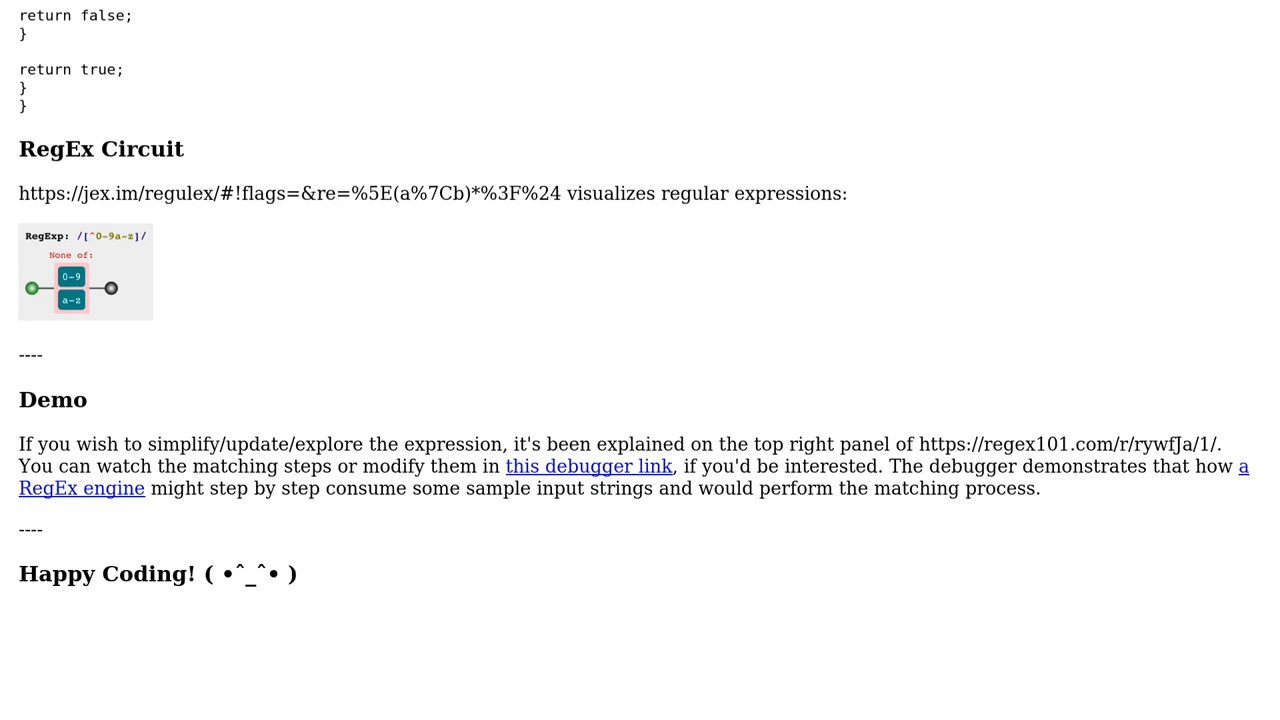 return false;
}
return true;
}
}
RegEx Circuit
https://jex.im/regulex/#!flags=&re=%5E(a%7Cb)*%3F%24 visualizes regular expressions:
RegExp: /[^0-9a-z]/
None of:
0-9
a-z
----
Demo
If you wish to simplify/update/explore the expression, it's been explained on the top right panel of https://regex101.com/r/rywfJa/1/.
You can watch the matching steps or modify them in this debugger link, if you'd be interested. The debugger demonstrates that how a
RegEx engine might step by step consume some sample input strings and would perform the matching process.
----
Happy Coding! ( •ˆ_ˆ• )